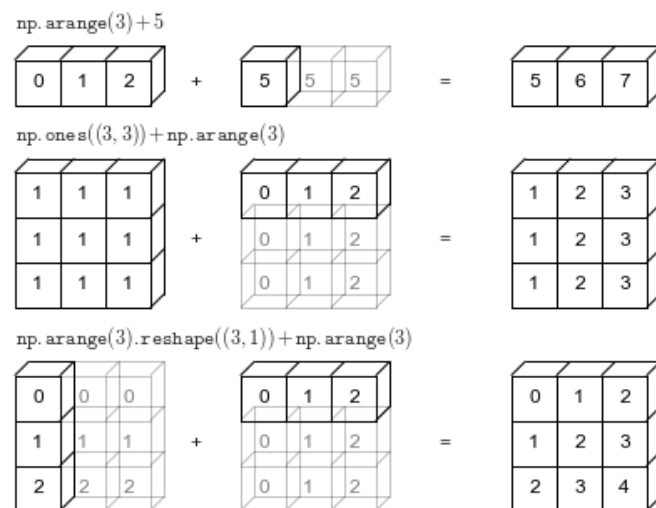 np.arange(3)+5
0 1 2 + 5 5 5 = 5 6 7
np.ones((3, 3))+np.arange(3)
1 1 1 0 1 2 1 2 3
1 1 1 + 0 1 2 = 1 2 3
1 1 1 0 1 2 1 2 3
np.arange(3).reshape((3, 1))+np.arange(3)
0 0 0 0 1 2 0 1 2
1 1 1 + 0 1 2 = 1 2 3
2 2 2 0 1 2 2 3 4